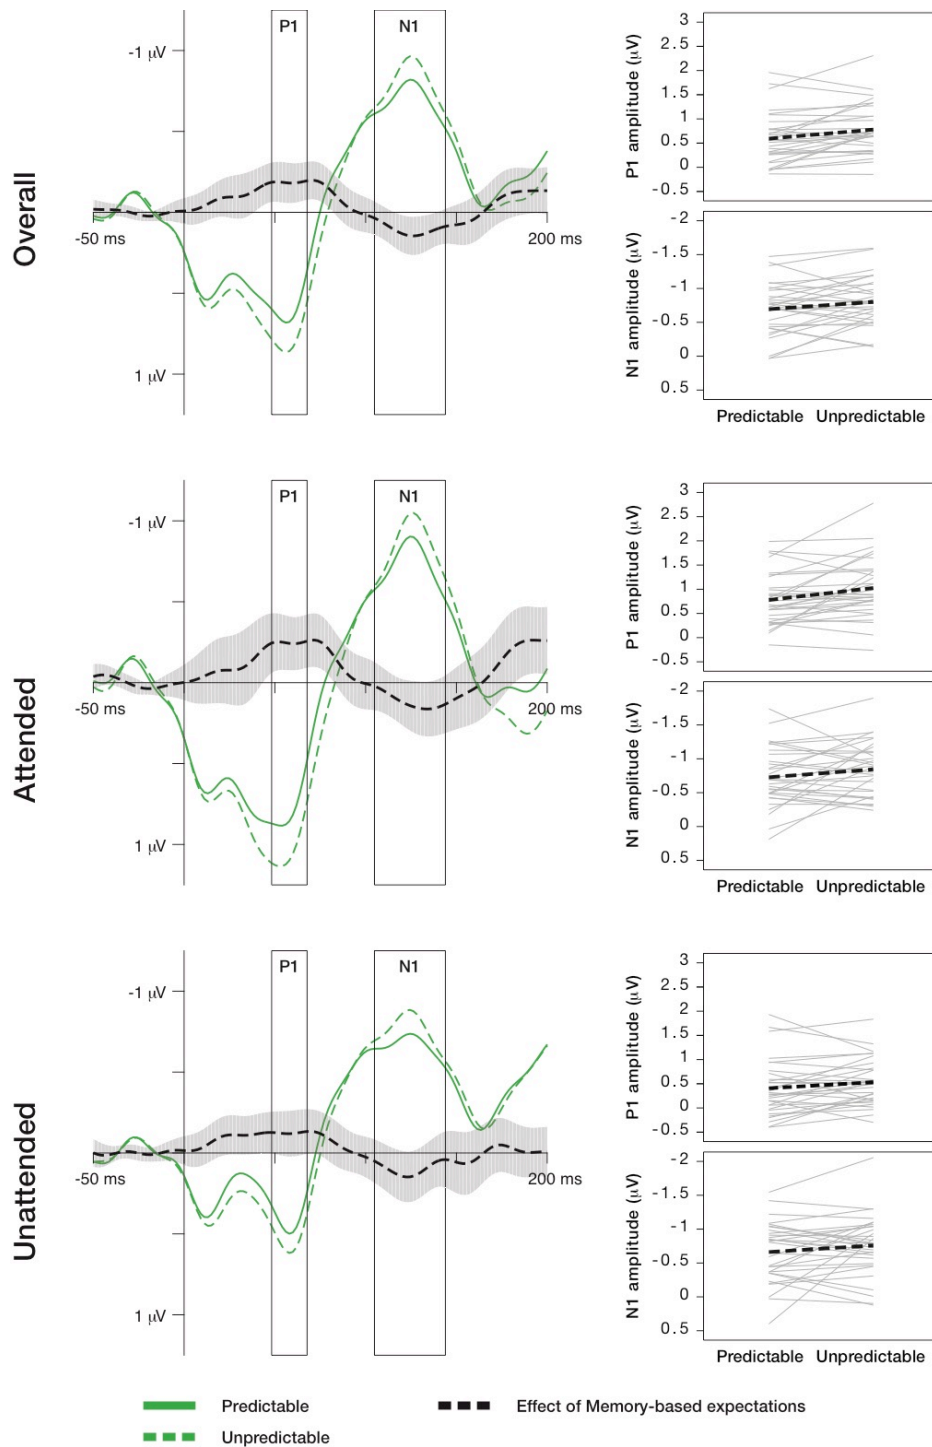 Overall
P1
N1
-1 μV
1 μV
-50 ms
200 ms
P1 amplitude (μV)
3
2.5
2
1.5
1
0.5
0
-0.5
N1 amplitude (μV)
-2
-1.5
-1
-0.5
0
0.5
Predictable Unpredictable
Attended
P1
N1
-1 μV
1 μV
-50 ms
200 ms
P1 amplitude (μV)
3
2.5
2
1.5
1
0.5
0
-0.5
N1 amplitude (μV)
-2
-1.5
-1
-0.5
0
0.5
Predictable Unpredictable
Unattended
P1
N1
-1 μV
1 μV
-50 ms
200 ms
P1 amplitude (μV)
3
2.5
2
1.5
1
0.5
0
-0.5
N1 amplitude (μV)
-2
-1.5
-1
-0.5
0
0.5
Predictable Unpredictable
Predictable
Effect of Memory-based expectations
Unpredictable